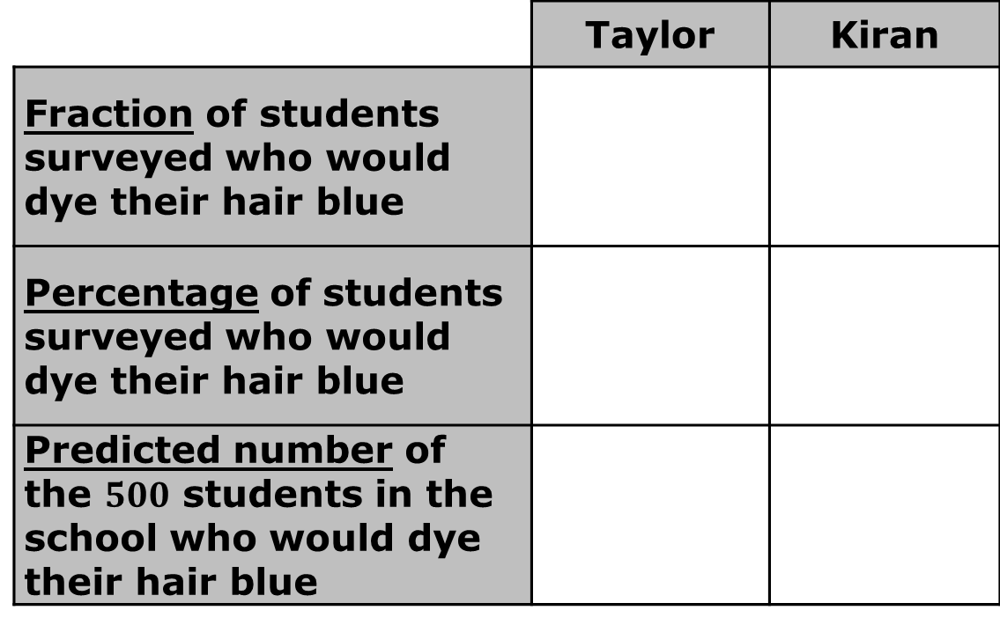 Taylor Kiran
Fraction of students
surveyed who would
dye their hair blue
Percentage of students
surveyed who would
dye their hair blue
Predicted number of
the 500 students in the
school who would dye
their hair blue